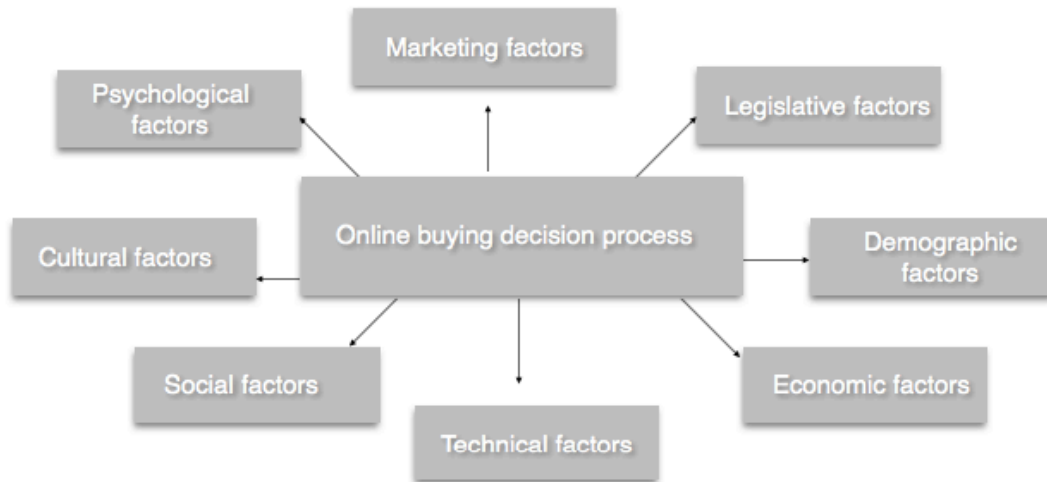 Marketing factors
Psychological
factors
Legislative factors
Online buying decision process
Cultural factors
Demographic
factors
Social factors
Economic factors
Technical factors